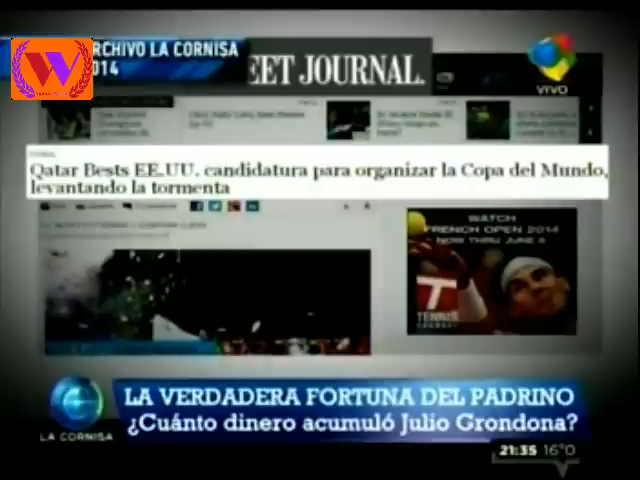 ARCHIVO LA CORNISA
2014
EET JOURNAL.
VIVO
Qatar Bests EE.UU. candidatura para organizar la Copa del Mundo,
levantando la tormenta
WATCH
FRENCH OPEN 2014
NOW THRU JUNE 8
TENNIS
LA VERDADERA FORTUNA DEL PADRINO
¿Cuánto dinero acumuló Julio Grondona?
LA CORNISA
21:35 16°C